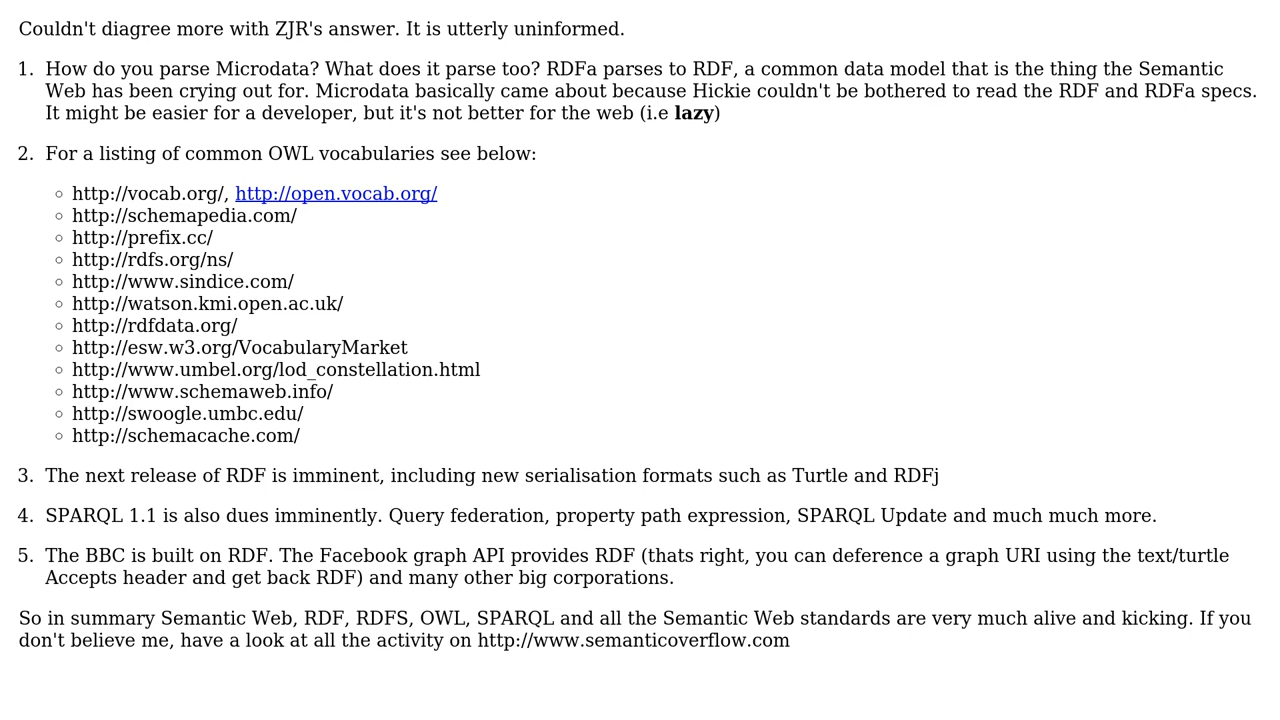 Couldn't diagree more with ZJR's answer. It is utterly uninformed.
1. How do you parse Microdata? What does it parse too? RDFa parses to RDF, a common data model that is the thing the Semantic
Web has been crying out for. Microdata basically came about because Hickie couldn't be bothered to read the RDF and RDFa specs.
It might be easier for a developer, but it's not better for the web (i.e lazy)
2. For a listing of common OWL vocabularies see below:
◦ http://vocab.org/, http://open.vocab.org/
◦ http://schemapedia.com/
◦ http://prefix.cc/
◦ http://rdfs.org/ns/
◦ http://www.sindice.com/
◦ http://watson.kmi.open.ac.uk/
◦ http://rdfdata.org/
◦ http://esw.w3.org/VocabularyMarket
◦ http://www.umbel.org/lod_constellation.html
◦ http://www.schemaweb.info/
◦ http://swoogle.umbc.edu/
◦ http://schemacache.com/
3. The next release of RDF is imminent, including new serialisation formats such as Turtle and RDFj
4. SPARQL 1.1 is also dues imminently. Query federation, property path expression, SPARQL Update and much much more.
5. The BBC is built on RDF. The Facebook graph API provides RDF (thats right, you can deference a graph URI using the text/turtle
Accepts header and get back RDF) and many other big corporations.
So in summary Semantic Web, RDF, RDFS, OWL, SPARQL and all the Semantic Web standards are very much alive and kicking. If you
don't believe me, have a look at all the activity on http://www.semanticoverflow.com